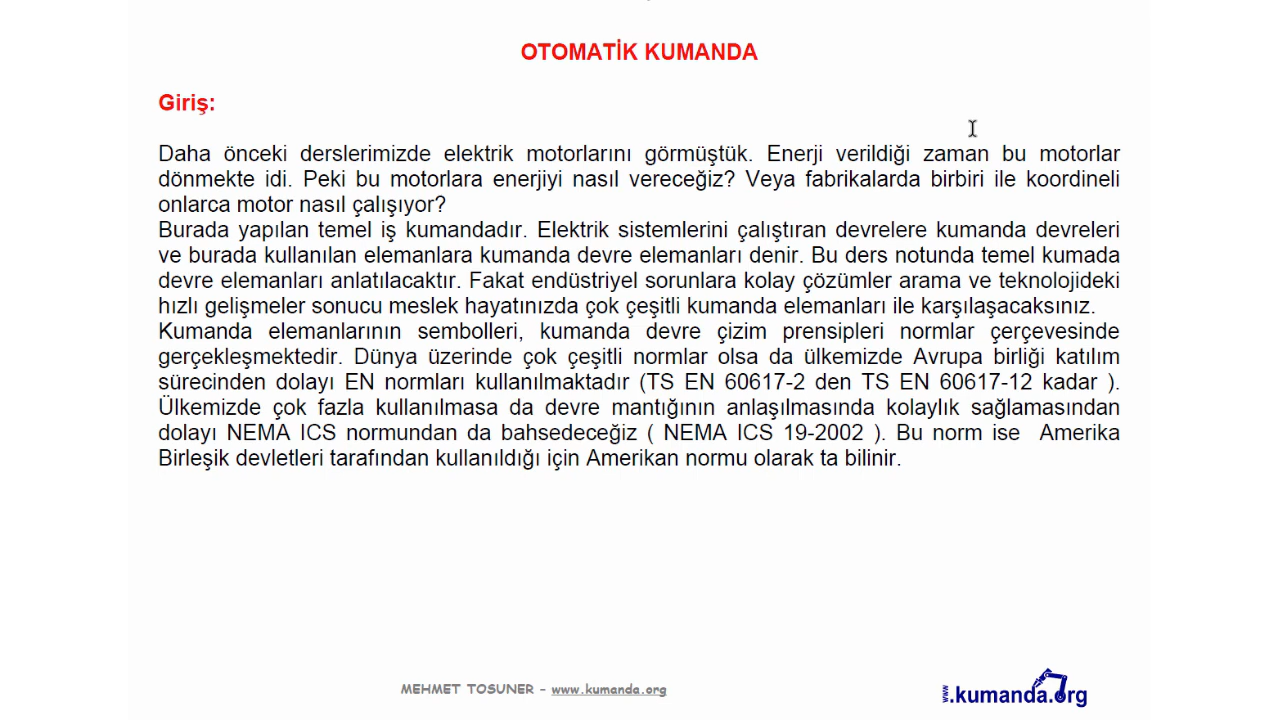 OTOMATİK KUMANDA
Giriş:
Daha önceki derslerimizde elektrik motorlarını görmüştük. Enerji verildiği zaman bu motorlar
dönmekte idi. Peki bu motorlara enerjiyi nasıl vereceğiz? Veya fabrikalarda birbiri ile koordineli
onlarca motor nasıl çalışıyor?
Burada yapılan temel iş kumandadır. Elektrik sistemlerini çalıştıran devrelere kumanda devreleri
ve burada kullanılan elemanlara kumanda devre elemanları denir. Bu ders notunda temel kumada
devre elemanları anlatılacaktır. Fakat endüstriyel sorunlara kolay çözümler arama ve teknolojideki
hızlı gelişmeler sonucu meslek hayatınızda çok çeşitli kumanda elemanları ile karşılaşacaksınız.
Kumanda elemanlarının sembolleri, kumanda devre çizim prensipleri normlar çerçevesinde
gerçekleşmektedir. Dünya üzerinde çok çeşitli normlar olsa da ülkemizde Avrupa birliği katılım
sürecinden dolayı EN normları kullanılmaktadır (TS EN 60617-2 den TS EN 60617-12 kadar ).
Ülkemizde çok fazla kullanılmasa da devre mantığının anlaşılmasında kolaylık sağlamasından
dolayı NEMA ICS normundan da bahsedeceğiz ( NEMA ICS 19-2002 ). Bu norm ise Amerika
Birleşik devletleri tarafından kullanıldığı için Amerikan normu olarak ta bilinir.
MEHMET TOSUNER - www.kumanda.org
www.kumanda.org